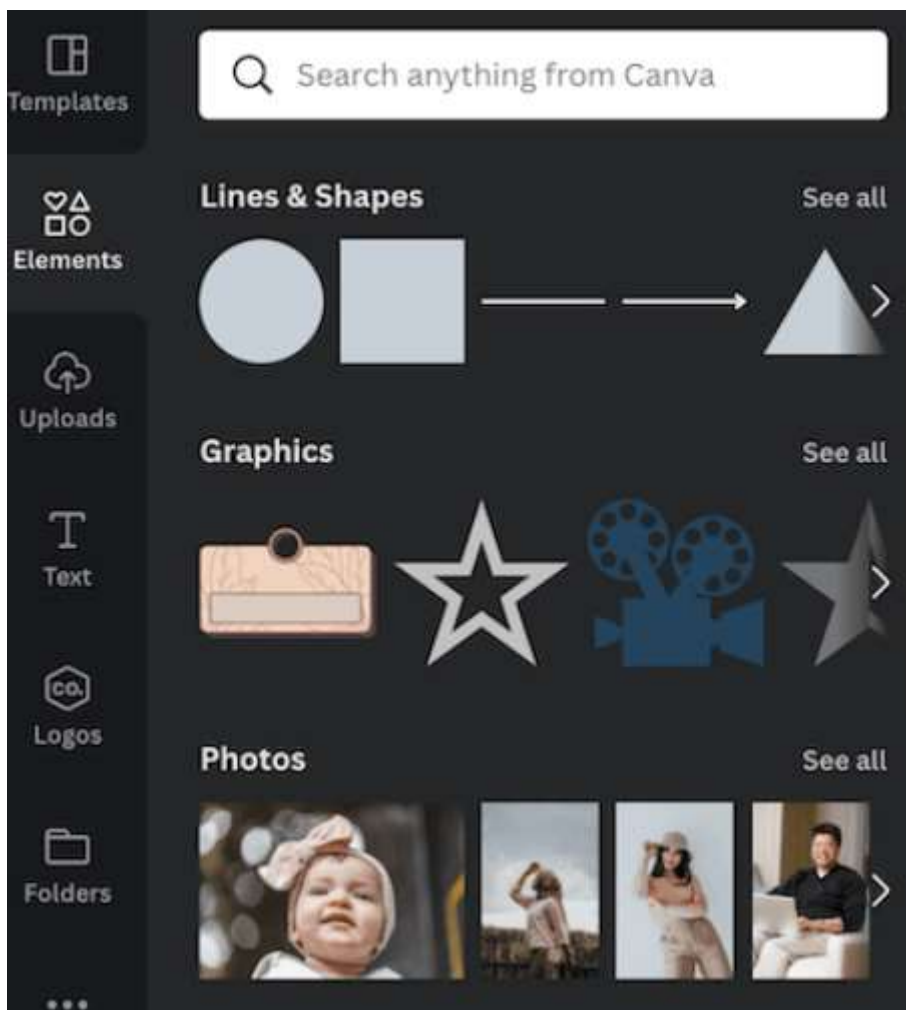 Templates
Search anything from Canva
Elements
Lines & Shapes
See all
Uploads
Graphics
See all
Text
CO.
Logos
Photos
See all
Folders